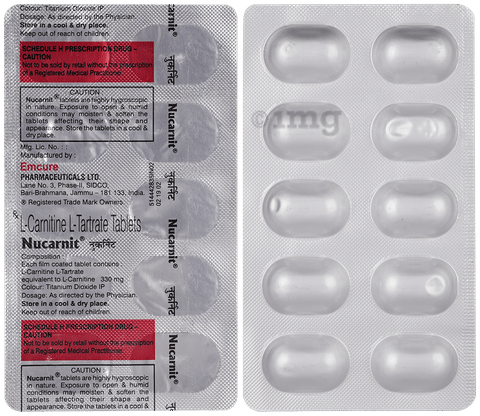 Colour: Titanium Dioxide IP
Dosage: As directed by the Physician.
Store in a cool & dry place.
Keep out of reach of children.
SCHEDULE H PRESCRIPTION DRUG –
CAUTION
Not to be sold by retail without the prescription
of a Registered Medical Practitioner.
CAUTION
Nucarnit® tablets are highly hygroscopic
in nature. Exposure to open & humid
conditions may moisten & soften the
tablets affecting their shape and
appearance. Store the tablets in a cool &
dry place.
Mfg. Lic. No. :
Manufactured by :
Emcure
PHARMACEUTICALS LTD.
Lane No. 3, Phase-II, SIDCO,
Bari-Brahmana, Jammu – 181 133, India.
® Registered Trade Mark Owners.
02 19 02
Rx
L-Carnitine L-Tartrate Tablets
Nucarnit® नुकार्निट
Composition :
Each film coated tablet contains :
L-Carnitine L-Tartrate
equivalent to L-Carnitine 330 mg
Colour: Titanium Dioxide IP
Dosage: As directed by the Physician.
Store in a cool & dry place.
Keep out of reach of children.
SCHEDULE H PRESCRIPTION DRUG –
CAUTION
Not to be sold by retail without the prescription
of a Registered Medical Practitioner.
CAUTION
Nucarnit® tablets are highly hygroscopic
in nature. Exposure to open & humid
conditions may moisten & soften the
tablets affecting their shape and
appearance. Store the tablets in a cool &
नुकार्निट
Nucarnit®
नुकार्निट
Nucarnit®
नुकार्निट
Nucarnit®
नुकार्निट
Nucarnit®
1mg